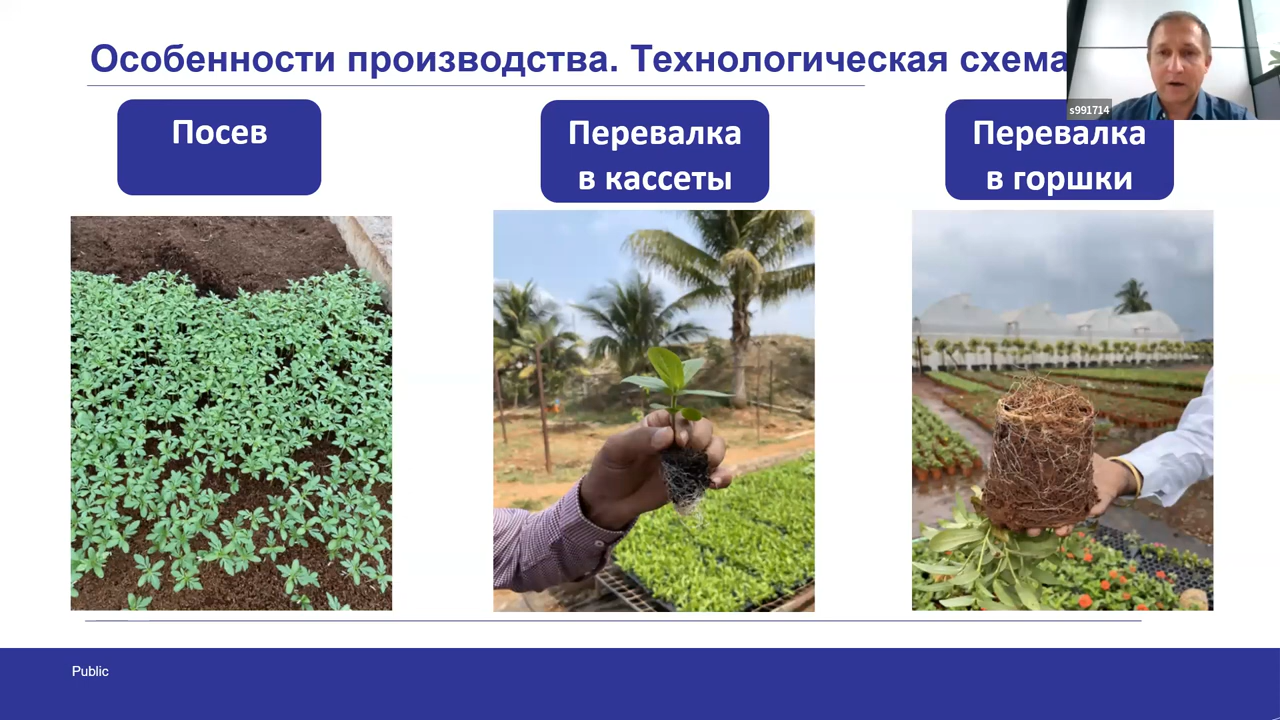 Особенности производства. Технологическая схема
s991714
Посев
Перевалка
в кассеты
Перевалка
в горшки
Public